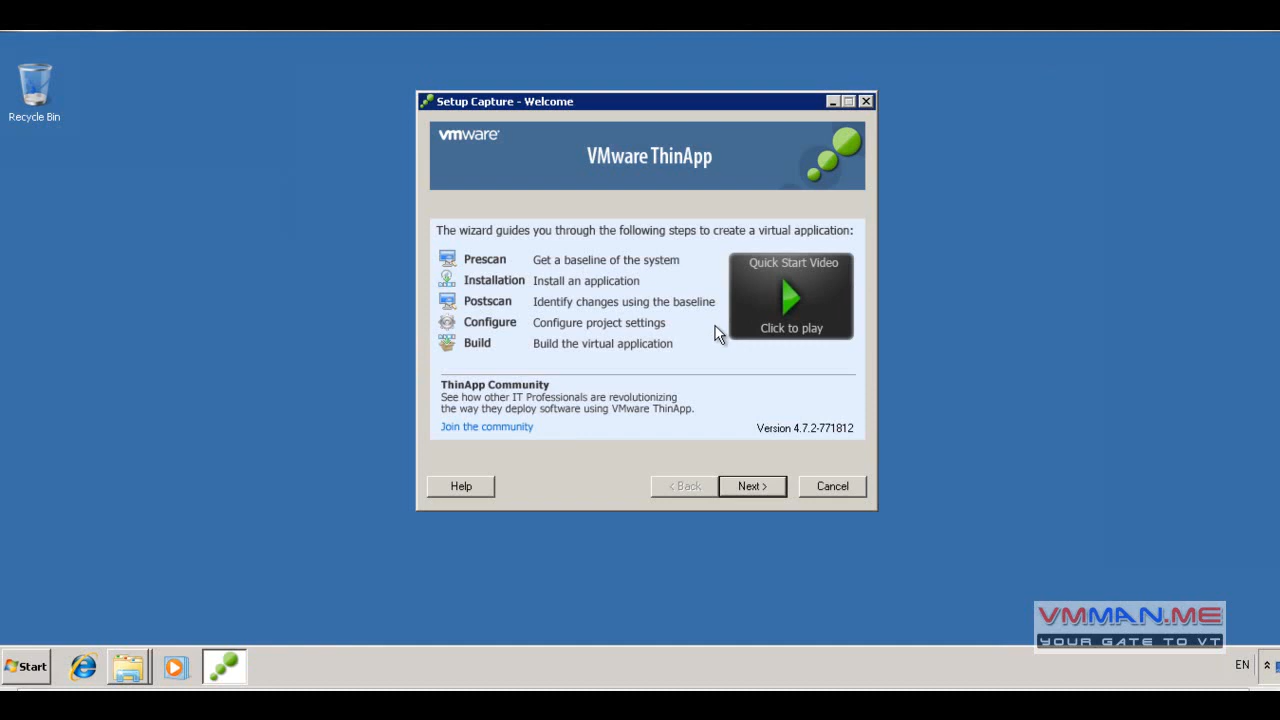 Recycle Bin
Setup Capture - Welcome
vmware®
VMware ThinApp
The wizard guides you through the following steps to create a virtual application:
Prescan Get a baseline of the system
Installation Install an application
Postscan Identify changes using the baseline
Configure Configure project settings
Build Build the virtual application
Quick Start Video
Click to play
ThinApp Community
See how other IT Professionals are revolutionizing
the way they deploy software using VMware ThinApp.
Join the community
Version 4.7.2-771812
Help < Back Next > Cancel
VMMAN.ME
YOUR GATE TO VT
Start EN